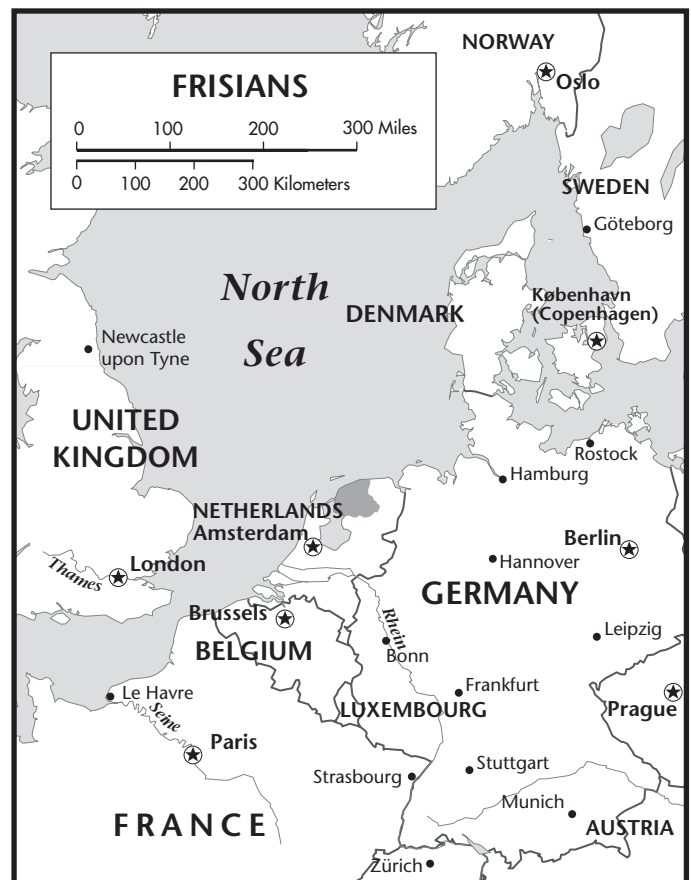 NORWAY
FRISIANS
Oslo
0 100 200 300 Miles
0 100 200 300 Kilometers
SWEDEN
Göteborg
North
Sea
København
(Copenhagen)
DENMARK
Newcastle
upon Tyne
UNITED
KINGDOM
Rostock
Hamburg
NETHERLANDS
Amsterdam
Berlin
London
Thames
Hannover
GERMANY
Brussels
Rhein
Leipzig
BELGIUM
Bonn
Le Havre
Frankfurt
Seine
LUXEMBOURG
Prague
Paris
Strasbourg
Stuttgart
Munich
FRANCE
AUSTRIA
Zürich